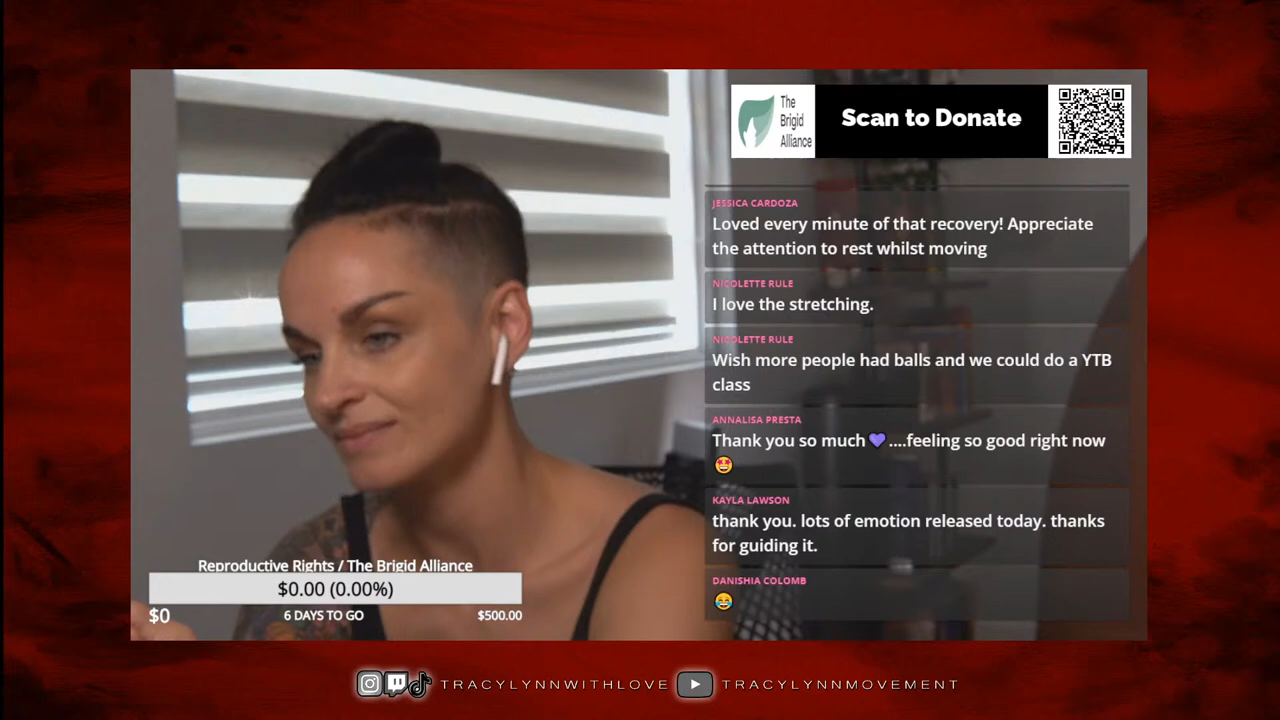 The
Brigid
Alliance
Scan to Donate
JESSICA CARDOZA
Loved every minute of that recovery! Appreciate
the attention to rest whilst moving
NICOLETTE RULE
I love the stretching.
NICOLETTE RULE
Wish more people had balls and we could do a YTB
class
ANNALISA PRESTA
Thank you so much💜....feeling so good right now
🤩
KAYLA LAWSON
thank you. lots of emotion released today. thanks
for guiding it.
DANISHIA COLOMB
😂
Reproductive Rights / The Brigid Alliance
$0.00 (0.00%)
$0 6 DAYS TO GO $500.00
TRACYLYNNWITHLOVE TRACYLYNNMOVEMENT